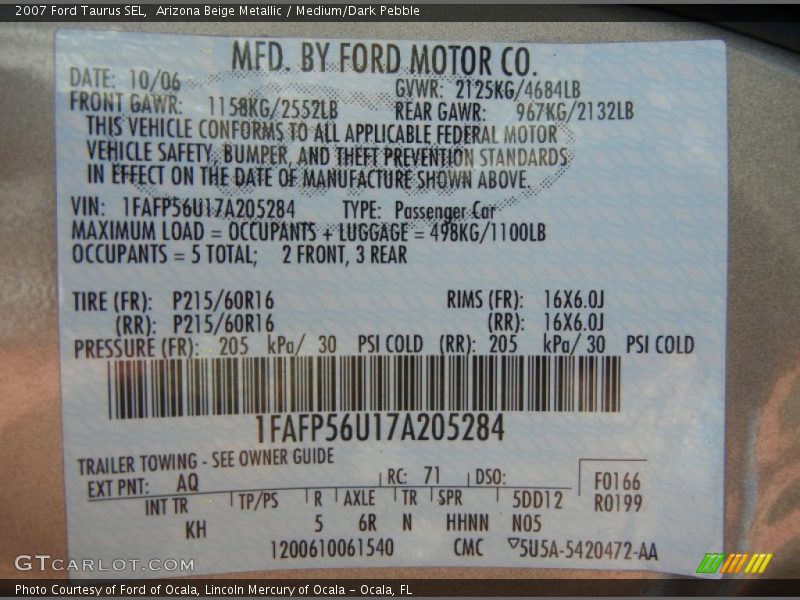 2007 Ford Taurus SEL,  Arizona Beige Metallic / Medium/Dark Pebble
MFD. BY FORD MOTOR CO.
DATE: 10/06 GVWR: 2125KG/4684LB
FRONT GAWR: 1158KG/2552LB REAR GAWR: 967KG/2132LB
THIS VEHICLE CONFORMS TO ALL APPLICABLE FEDERAL MOTOR
VEHICLE SAFETY, BUMPER, AND THEFT PREVENTION STANDARDS
IN EFFECT ON THE DATE OF MANUFACTURE SHOWN ABOVE.
VIN: 1FAFP56U17A205284 TYPE: Passenger Car
MAXIMUM LOAD = OCCUPANTS + LUGGAGE = 498KG/1100LB
OCCUPANTS = 5 TOTAL; 2 FRONT, 3 REAR
TIRE (FR): P215/60R16 RIMS (FR): 16X6.0J
(RR): P215/60R16 (RR): 16X6.0J
PRESSURE (FR): 205 kPa/ 30 PSI COLD (RR): 205 kPa/ 30 PSI COLD
1FAFP56U17A205284
TRAILER TOWING - SEE OWNER GUIDE
EXT PNT: AQ RC: 71 DSO: F0166
INT TR TP/PS R AXLE TR SPR 5DD12 R0199
KH 5 6R N HHNN N05
1200610061540 CMC 5U5A-5420472-AA
GTCARLOT.COM
Photo Courtesy of Ford of Ocala, Lincoln Mercury of Ocala – Ocala, FL